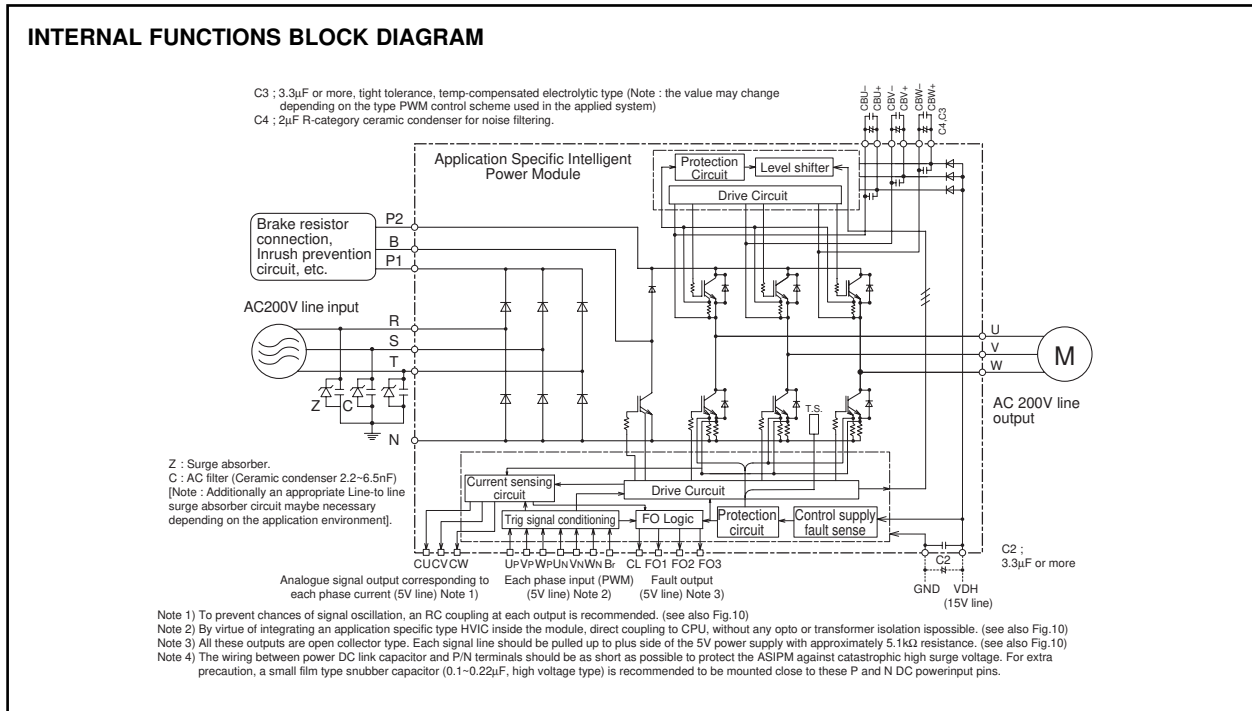 INTERNAL FUNCTIONS BLOCK DIAGRAM
C3 ; 3.3µF or more, tight tolerance, temp-compensated electrolytic type (Note : the value may change
depending on the type PWM control scheme used in the applied system)
C4 ; 2µF R-category ceramic condenser for noise filtering.
CBU–
CBU+
CBV–
CBV+
CBW–
CBW+
C4,C3
Application Specific Intelligent
Power Module
Protection
Circuit
Level shifter
Drive Circuit
Brake resistor
connection,
Inrush prevention
circuit, etc.
P2
B
P1
AC200V line input
R
S
T
Z
C
N
U
V
W
M
AC 200V line
output
T.S.
Z : Surge absorber.
C : AC filter (Ceramic condenser 2.2~6.5nF)
[Note : Additionally an appropriate Line-to line
surge absorber circuit maybe necessary
depending on the application environment].
Current sensing
circuit
Drive Curcuit
Trig signal conditioning
FO Logic
Protection
circuit
Control supply
fault sense
CU CV CW
UP VP WP UN VN WN Br
CL FO1 FO2 FO3
C2
GND
VDH
(15V line)
C2 ;
3.3µF or more
Analogue signal output corresponding to
each phase current (5V line) Note 1)
Each phase input (PWM)
(5V line) Note 2)
Fault output
(5V line) Note 3)
Note 1) To prevent chances of signal oscillation, an RC coupling at each output is recommended. (see also Fig.10)
Note 2) By virtue of integrating an application specific type HVIC inside the module, direct coupling to CPU, without any opto or transformer isolation ispossible. (see also Fig.10)
Note 3) All these outputs are open collector type. Each signal line should be pulled up to plus side of the 5V power supply with approximately 5.1kΩ resistance. (see also Fig.10)
Note 4) The wiring between power DC link capacitor and P/N terminals should be as short as possible to protect the ASIPM against catastrophic high surge voltage. For extra
precaution, a small film type snubber capacitor (0.1~0.22µF, high voltage type) is recommended to be mounted close to these P and N DC powerinput pins.